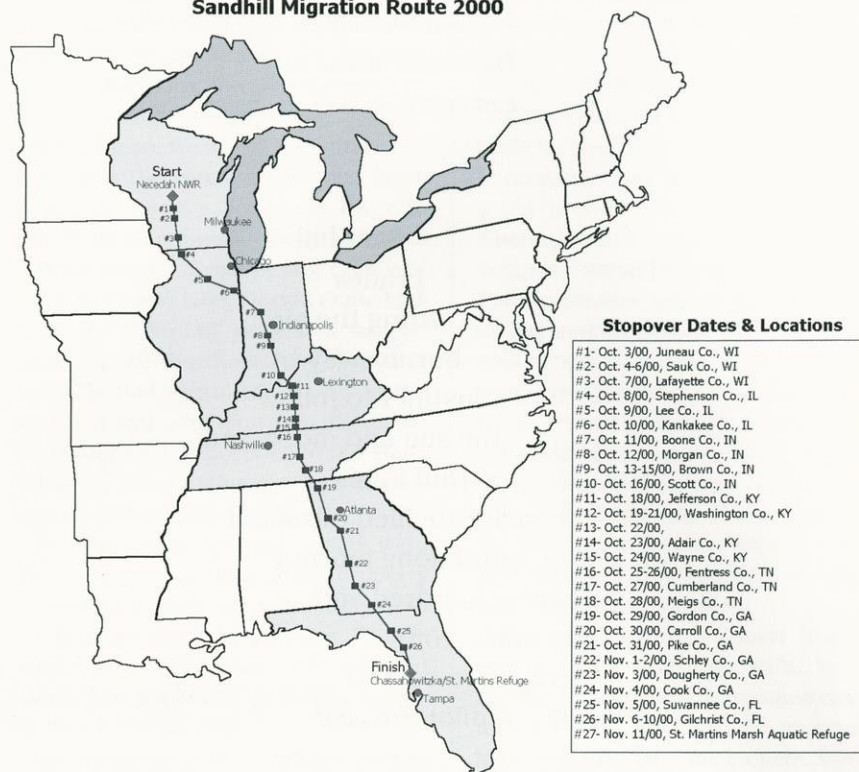 Sandhill Migration Route 2000
Start
Necedah NWR
#1
#2
Milwaukee
#3
#4
Chicago
#5
#6
#7
Indianapolis
#8
#9
#10
#11
Lexington
#12
#13
#14
#15
#16
Nashville
#17
#18
#19
Atlanta
#20
#21
#22
#23
#24
#25
#26
Finish
Chassahowitzka/St. Martins Refuge
Tampa
Stopover Dates & Locations
#1- Oct. 3/00, Juneau Co., WI
#2- Oct. 4-6/00, Sauk Co., WI
#3- Oct. 7/00, Lafayette Co., WI
#4- Oct. 8/00, Stephenson Co., IL
#5- Oct. 9/00, Lee Co., IL
#6- Oct. 10/00, Kankakee Co., IL
#7- Oct. 11/00, Boone Co., IN
#8- Oct. 12/00, Morgan Co., IN
#9- Oct. 13-15/00, Brown Co., IN
#10- Oct. 16/00, Scott Co., IN
#11- Oct. 18/00, Jefferson Co., KY
#12- Oct. 19-21/00, Washington Co., KY
#13- Oct. 22/00,
#14- Oct. 23/00, Adair Co., KY
#15- Oct. 24/00, Wayne Co., KY
#16- Oct. 25-26/00, Fentress Co., TN
#17- Oct. 27/00, Cumberland Co., TN
#18- Oct. 28/00, Meigs Co., TN
#19- Oct. 29/00, Gordon Co., GA
#20- Oct. 30/00, Carroll Co., GA
#21- Oct. 31/00, Pike Co., GA
#22- Nov. 1-2/00, Schley Co., GA
#23- Nov. 3/00, Dougherty Co., GA
#24- Nov. 4/00, Cook Co., GA
#25- Nov. 5/00, Suwannee Co., FL
#26- Nov. 6-10/00, Gilchrist Co., FL
#27- Nov. 11/00, St. Martins Marsh Aquatic Refuge